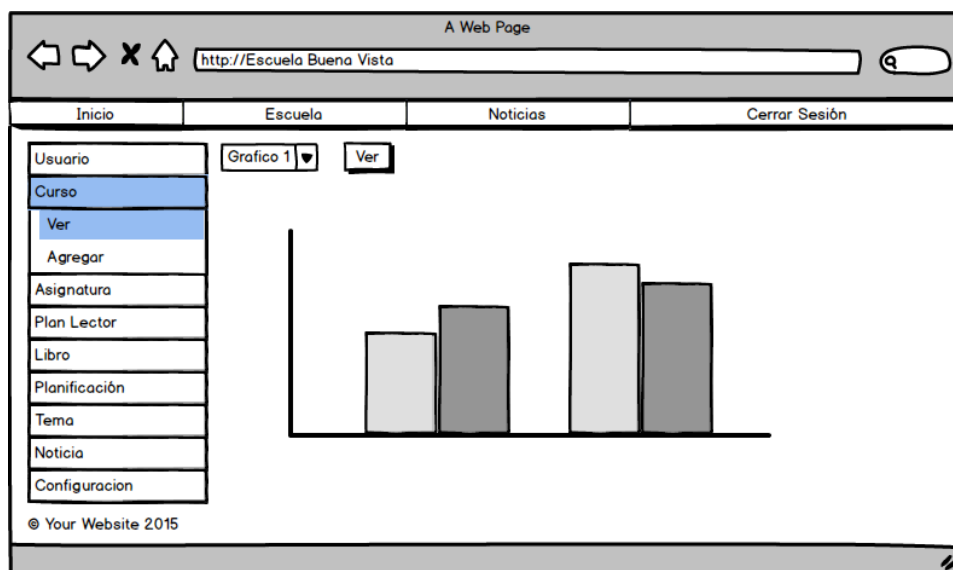 A Web Page
http://Escuela Buena Vista
Inicio Escuela Noticias Cerrar Sesión
Usuario
Grafico 1 Ver
Curso
Ver
Agregar
Asignatura
Plan Lector
Libro
Planificación
Tema
Noticia
Configuracion
© Your Website 2015